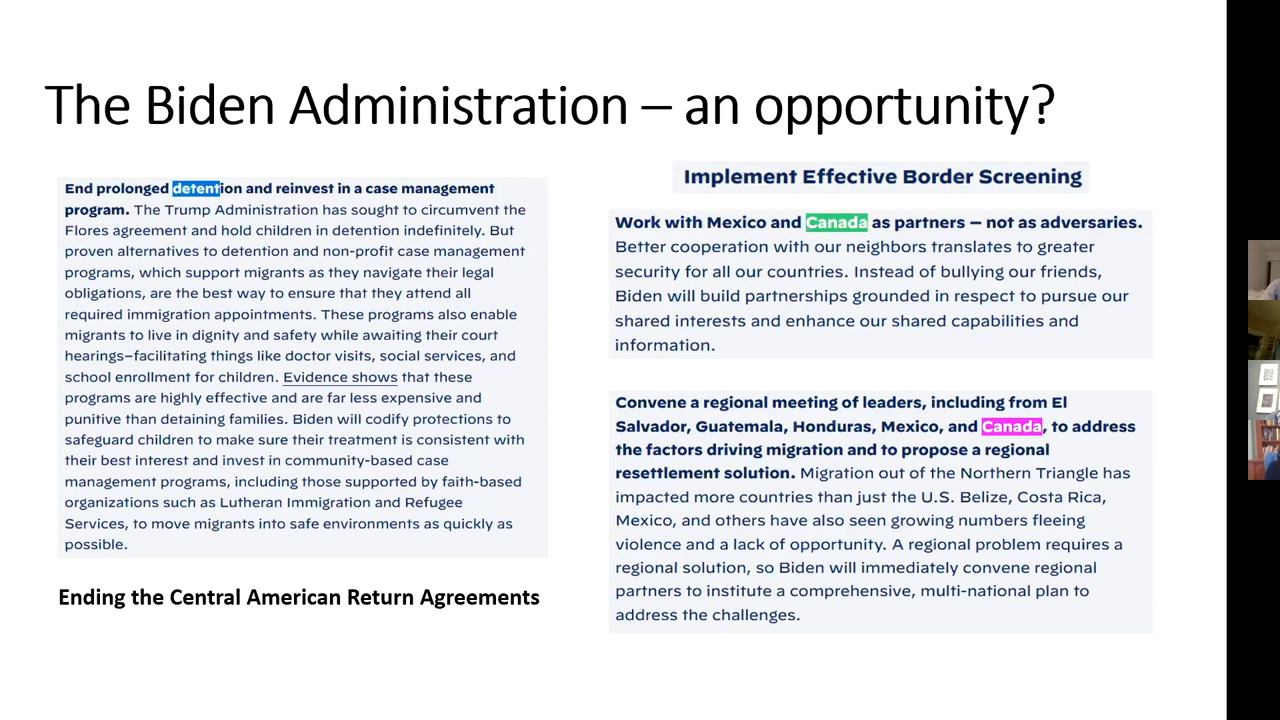 The Biden Administration – an opportunity?
End prolonged detention and reinvest in a case management
program. The Trump Administration has sought to circumvent the
Flores agreement and hold children in detention indefinitely. But
proven alternatives to detention and non-profit case management
programs, which support migrants as they navigate their legal
obligations, are the best way to ensure that they attend all
required immigration appointments. These programs also enable
migrants to live in dignity and safety while awaiting their court
hearings–facilitating things like doctor visits, social services, and
school enrollment for children. Evidence shows that these
programs are highly effective and are far less expensive and
punitive than detaining families. Biden will codify protections to
safeguard children to make sure their treatment is consistent with
their best interest and invest in community-based case
management programs, including those supported by faith-based
organizations such as Lutheran Immigration and Refugee
Services, to move migrants into safe environments as quickly as
possible.
Ending the Central American Return Agreements
Implement Effective Border Screening
Work with Mexico and Canada as partners – not as adversaries.
Better cooperation with our neighbors translates to greater
security for all our countries. Instead of bullying our friends,
Biden will build partnerships grounded in respect to pursue our
shared interests and enhance our shared capabilities and
information.
Convene a regional meeting of leaders, including from El
Salvador, Guatemala, Honduras, Mexico, and Canada, to address
the factors driving migration and to propose a regional
resettlement solution. Migration out of the Northern Triangle has
impacted more countries than just the U.S. Belize, Costa Rica,
Mexico, and others have also seen growing numbers fleeing
violence and a lack of opportunity. A regional problem requires a
regional solution, so Biden will immediately convene regional
partners to institute a comprehensive, multi-national plan to
address the challenges.